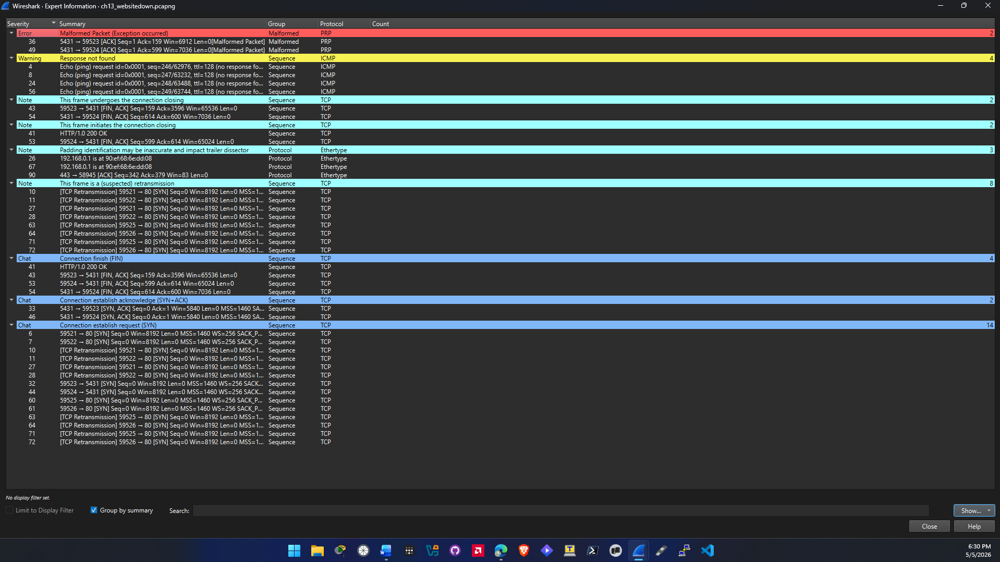 Wireshark · Expert Information · ch13_websitedown.pcapng
Severity Summary Group Protocol Count
Error Malformed Packet (Exception occurred) Malformed PRP 2
36 5431 → 59523 [ACK] Seq=1 Ack=159 Win=6912 Len=0[Malformed Packet] Malformed PRP
49 5431 → 59524 [ACK] Seq=1 Ack=599 Win=7036 Len=0[Malformed Packet] Malformed PRP
Warning Response not found Sequence ICMP 4
4 Echo (ping) request id=0x0001, seq=246/62976, ttl=128 (no response fo... Sequence ICMP
8 Echo (ping) request id=0x0001, seq=247/63232, ttl=128 (no response fo... Sequence ICMP
24 Echo (ping) request id=0x0001, seq=248/63488, ttl=128 (no response fo... Sequence ICMP
56 Echo (ping) request id=0x0001, seq=249/63744, ttl=128 (no response fo... Sequence ICMP
Note This frame undergoes the connection closing Sequence TCP 2
43 59523 → 5431 [FIN, ACK] Seq=159 Ack=3596 Win=65536 Len=0 Sequence TCP
54 5431 → 59524 [FIN, ACK] Seq=614 Ack=600 Win=7036 Len=0 Sequence TCP
Note This frame initiates the connection closing Sequence TCP 2
41 HTTP/1.0 200 OK Sequence TCP
53 59524 → 5431 [FIN, ACK] Seq=599 Ack=614 Win=65024 Len=0 Sequence TCP
Note Padding identification may be inaccurate and impact trailer dissector Protocol Ethertype 3
26 192.168.0.1 is at 90:ef:68:6e:dd:08 Protocol Ethertype
67 192.168.0.1 is at 90:ef:68:6e:dd:08 Protocol Ethertype
90 443 → 58945 [ACK] Seq=342 Ack=379 Win=83 Len=0 Protocol Ethertype
Note This frame is a (suspected) retransmission Sequence TCP 8
10 [TCP Retransmission] 59521 → 80 [SYN] Seq=0 Win=8192 Len=0 MSS=1... Sequence TCP
11 [TCP Retransmission] 59522 → 80 [SYN] Seq=0 Win=8192 Len=0 MSS=1... Sequence TCP
27 [TCP Retransmission] 59521 → 80 [SYN] Seq=0 Win=8192 Len=0 MSS=1... Sequence TCP
28 [TCP Retransmission] 59522 → 80 [SYN] Seq=0 Win=8192 Len=0 MSS=1... Sequence TCP
63 [TCP Retransmission] 59525 → 80 [SYN] Seq=0 Win=8192 Len=0 MSS=1... Sequence TCP
64 [TCP Retransmission] 59526 → 80 [SYN] Seq=0 Win=8192 Len=0 MSS=1... Sequence TCP
71 [TCP Retransmission] 59525 → 80 [SYN] Seq=0 Win=8192 Len=0 MSS=1... Sequence TCP
72 [TCP Retransmission] 59526 → 80 [SYN] Seq=0 Win=8192 Len=0 MSS=1... Sequence TCP
Chat Connection finish (FIN) Sequence TCP 4
41 HTTP/1.0 200 OK Sequence TCP
43 59523 → 5431 [FIN, ACK] Seq=159 Ack=3596 Win=65536 Len=0 Sequence TCP
53 59524 → 5431 [FIN, ACK] Seq=599 Ack=614 Win=65024 Len=0 Sequence TCP
54 5431 → 59524 [FIN, ACK] Seq=614 Ack=600 Win=7036 Len=0 Sequence TCP
Chat Connection establish acknowledge (SYN+ACK) Sequence TCP 2
33 5431 → 59523 [SYN, ACK] Seq=0 Ack=1 Win=5840 Len=0 MSS=1460 SA... Sequence TCP
46 5431 → 59524 [SYN, ACK] Seq=0 Ack=1 Win=5840 Len=0 MSS=1460 SA... Sequence TCP
Chat Connection establish request (SYN) Sequence TCP 14
6 59521 → 80 [SYN] Seq=0 Win=8192 Len=0 MSS=1460 WS=256 SACK_P... Sequence TCP
7 59522 → 80 [SYN] Seq=0 Win=8192 Len=0 MSS=1460 WS=256 SACK_P... Sequence TCP
10 [TCP Retransmission] 59521 → 80 [SYN] Seq=0 Win=8192 Len=0 MSS=1... Sequence TCP
11 [TCP Retransmission] 59522 → 80 [SYN] Seq=0 Win=8192 Len=0 MSS=1... Sequence TCP
27 [TCP Retransmission] 59521 → 80 [SYN] Seq=0 Win=8192 Len=0 MSS=1... Sequence TCP
28 [TCP Retransmission] 59522 → 80 [SYN] Seq=0 Win=8192 Len=0 MSS=1... Sequence TCP
32 59523 → 5431 [SYN] Seq=0 Win=8192 Len=0 MSS=1460 WS=256 SACK... Sequence TCP
44 59524 → 5431 [SYN] Seq=0 Win=8192 Len=0 MSS=1460 WS=256 SACK... Sequence TCP
60 59525 → 80 [SYN] Seq=0 Win=8192 Len=0 MSS=1460 WS=256 SACK_P... Sequence TCP
61 59526 → 80 [SYN] Seq=0 Win=8192 Len=0 MSS=1460 WS=256 SACK_P... Sequence TCP
63 [TCP Retransmission] 59525 → 80 [SYN] Seq=0 Win=8192 Len=0 MSS=1... Sequence TCP
64 [TCP Retransmission] 59526 → 80 [SYN] Seq=0 Win=8192 Len=0 MSS=1... Sequence TCP
71 [TCP Retransmission] 59525 → 80 [SYN] Seq=0 Win=8192 Len=0 MSS=1... Sequence TCP
72 [TCP Retransmission] 59526 → 80 [SYN] Seq=0 Win=8192 Len=0 MSS=1... Sequence TCP
No display filter set.
Limit to Display Filter Group by summary Search: Show...
Close Help
6:30 PM
5/5/2026